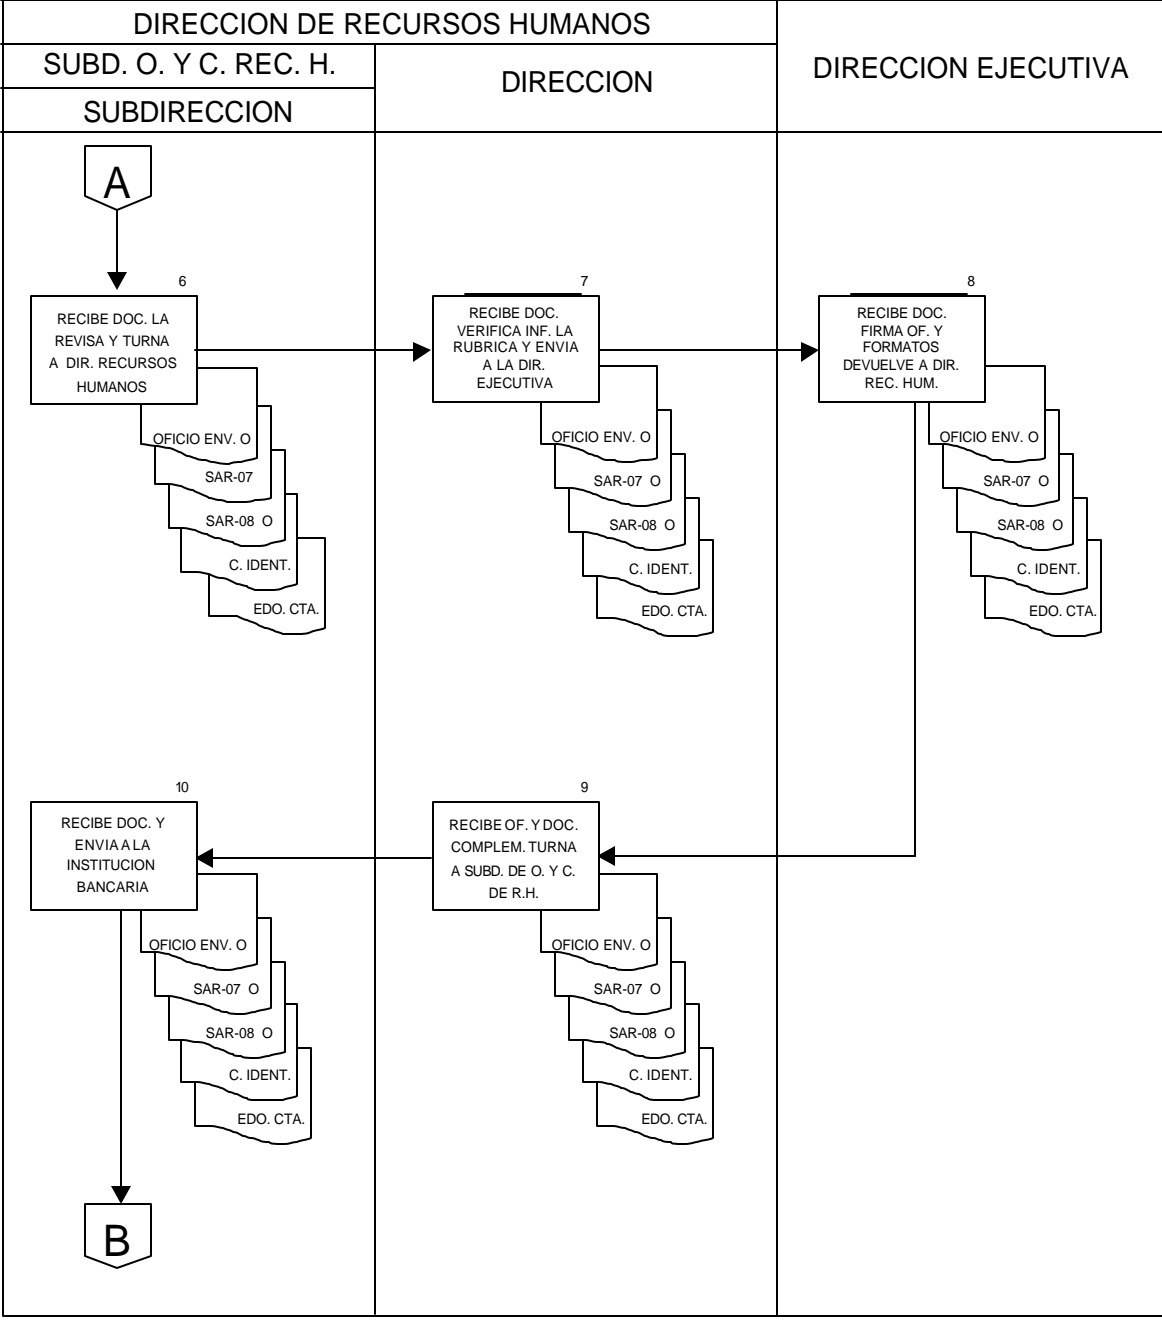 DIRECCION DE RECURSOS HUMANOS
SUBD. O. Y C. REC. H.
SUBDIRECCION
DIRECCION
DIRECCION EJECUTIVA
A
6
RECIBE DOC. LA
REVISA Y TURNA
A DIR. RECURSOS
HUMANOS
OFICIO ENV. O
SAR-07
SAR-08 O
C. IDENT.
EDO. CTA.
7
RECIBE DOC.
VERIFICA INF. LA
RUBRICA Y ENVIA
A LA DIR.
EJECUTIVA
OFICIO ENV. O
SAR-07 O
SAR-08 O
C. IDENT.
EDO. CTA.
8
RECIBE DOC.
FIRMA OF. Y
FORMATOS
DEVUELVE A DIR.
REC. HUM.
OFICIO ENV. O
SAR-07 O
SAR-08 O
C. IDENT.
EDO. CTA.
9
RECIBE OF. Y DOC.
COMPLEM. TURNA
A SUBD. DE O. Y C.
DE R.H.
OFICIO ENV. O
SAR-07 O
SAR-08 O
C. IDENT.
EDO. CTA.
10
RECIBE DOC. Y
ENVIA A LA
INSTITUCION
BANCARIA
OFICIO ENV. O
SAR-07 O
SAR-08 O
C. IDENT.
EDO. CTA.
B